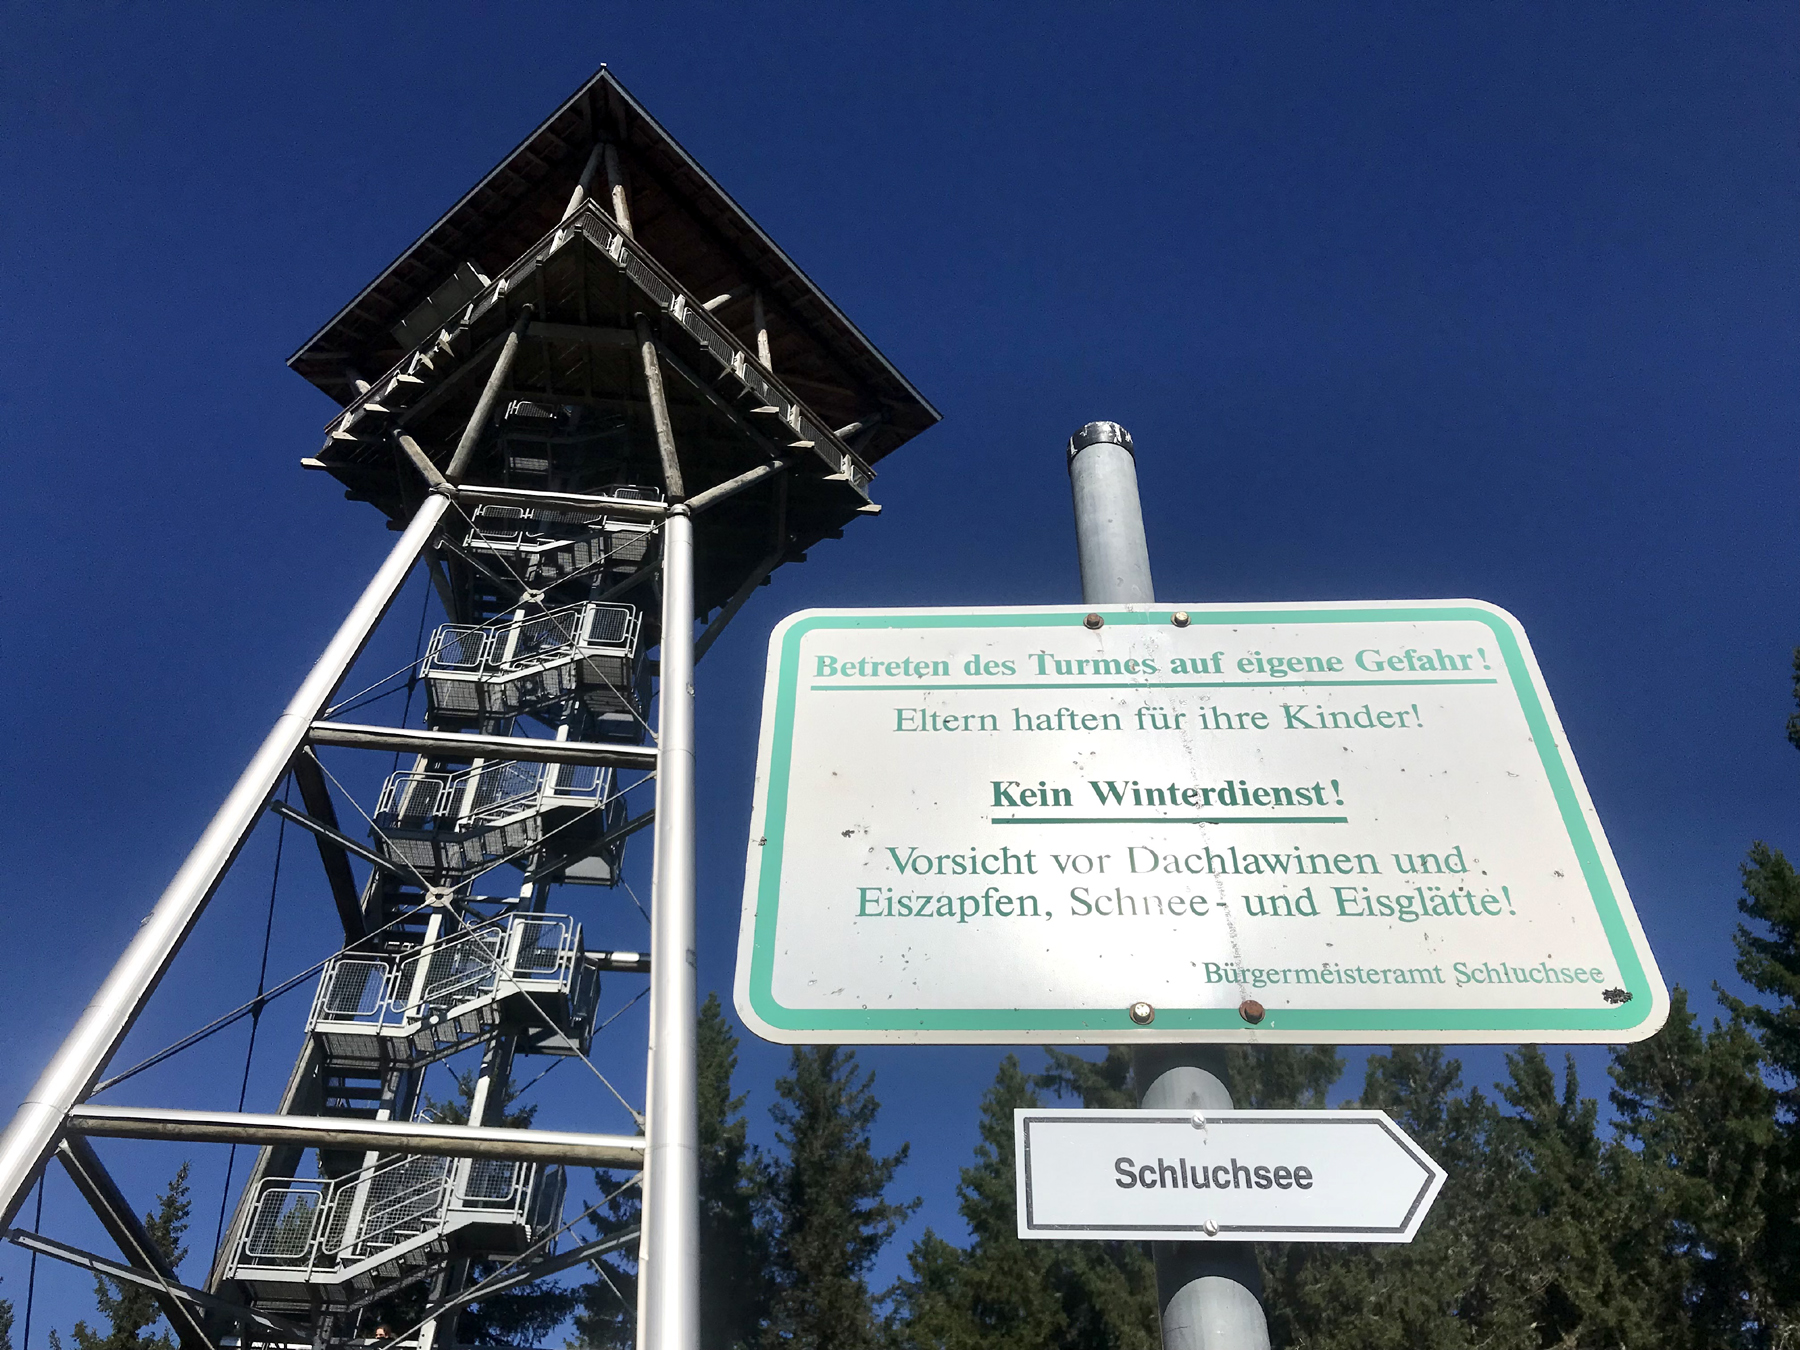 Betreten des Turmes auf eigene Gefahr!
Eltern haften für ihre Kinder!
Kein Winterdienst!
Vorsicht vor Dachlawinen und
Eiszapfen, Schnee- und Eisglätte!
Bürgermeisteramt Schluchsee
Schluchsee